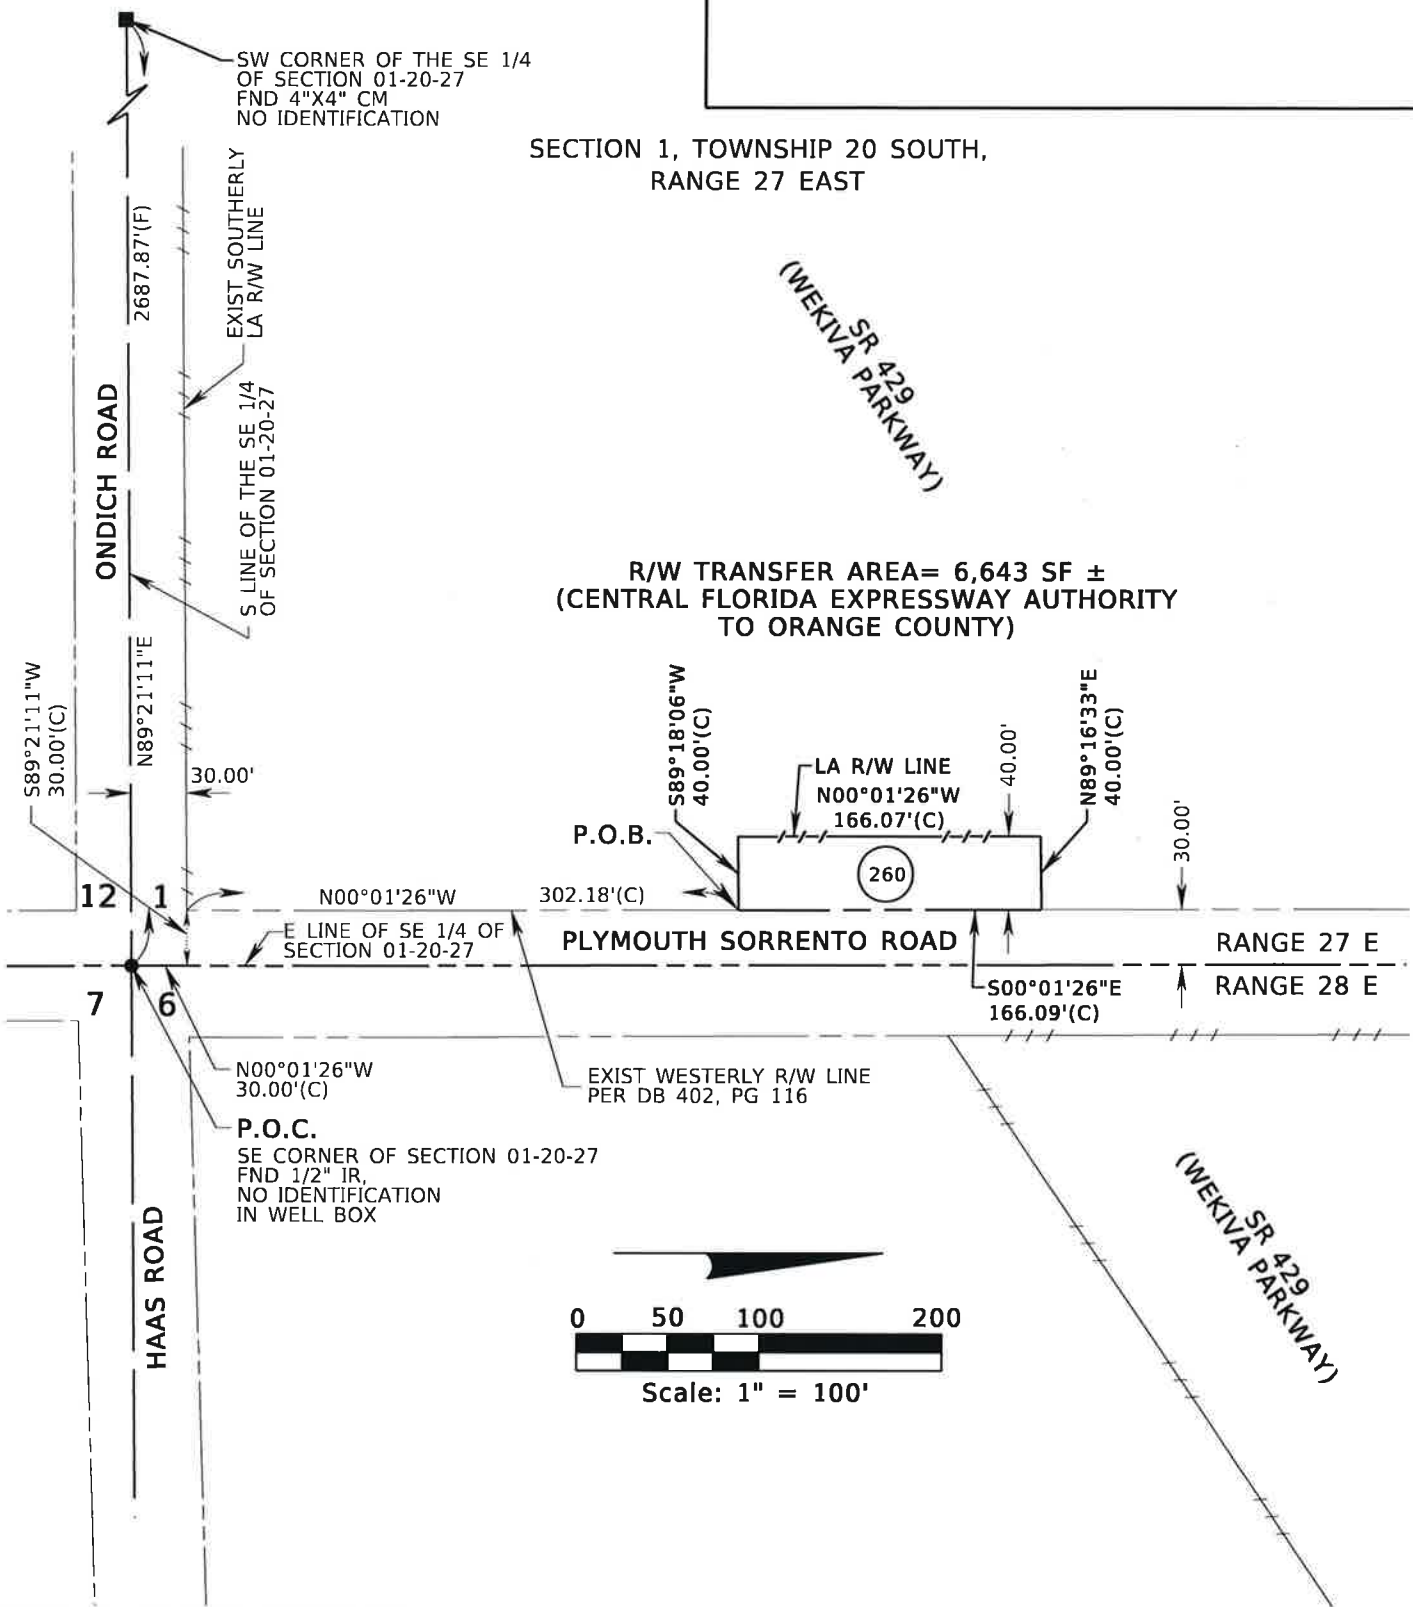 SW CORNER OF THE SE 1/4
OF SECTION 01-20-27
FND 4"X4" CM
NO IDENTIFICATION
SECTION 1, TOWNSHIP 20 SOUTH,
RANGE 27 EAST
2687.87'(F)
EXIST SOUTHERLY
LA R/W LINE
SR 429
(WEKIVA PARKWAY)
ONDICH ROAD
S LINE OF THE SE 1/4
OF SECTION 01-20-27
R/W TRANSFER AREA= 6,643 SF ±
(CENTRAL FLORIDA EXPRESSWAY AUTHORITY
TO ORANGE COUNTY)
S89°21'11"W
30.00'(C)
N89°21'11"E
30.00'
S89°18'06"W
40.00'(C)
LA R/W LINE
N00°01'26"W
166.07'(C)
40.00'
N89°16'33"E
40.00'(C)
30.00'
P.O.B.
260
12 1
N00°01'26"W 302.18'(C)
E LINE OF SE 1/4 OF
SECTION 01-20-27
PLYMOUTH SORRENTO ROAD
RANGE 27 E
RANGE 28 E
7 6
S00°01'26"E
166.09'(C)
N00°01'26"W
30.00'(C)
EXIST WESTERLY R/W LINE
PER DB 402, PG 116
P.O.C.
SE CORNER OF SECTION 01-20-27
FND 1/2" IR,
NO IDENTIFICATION
IN WELL BOX
HAAS ROAD
SR 429
(WEKIVA PARKWAY)
0 50 100 200
Scale: 1" = 100'